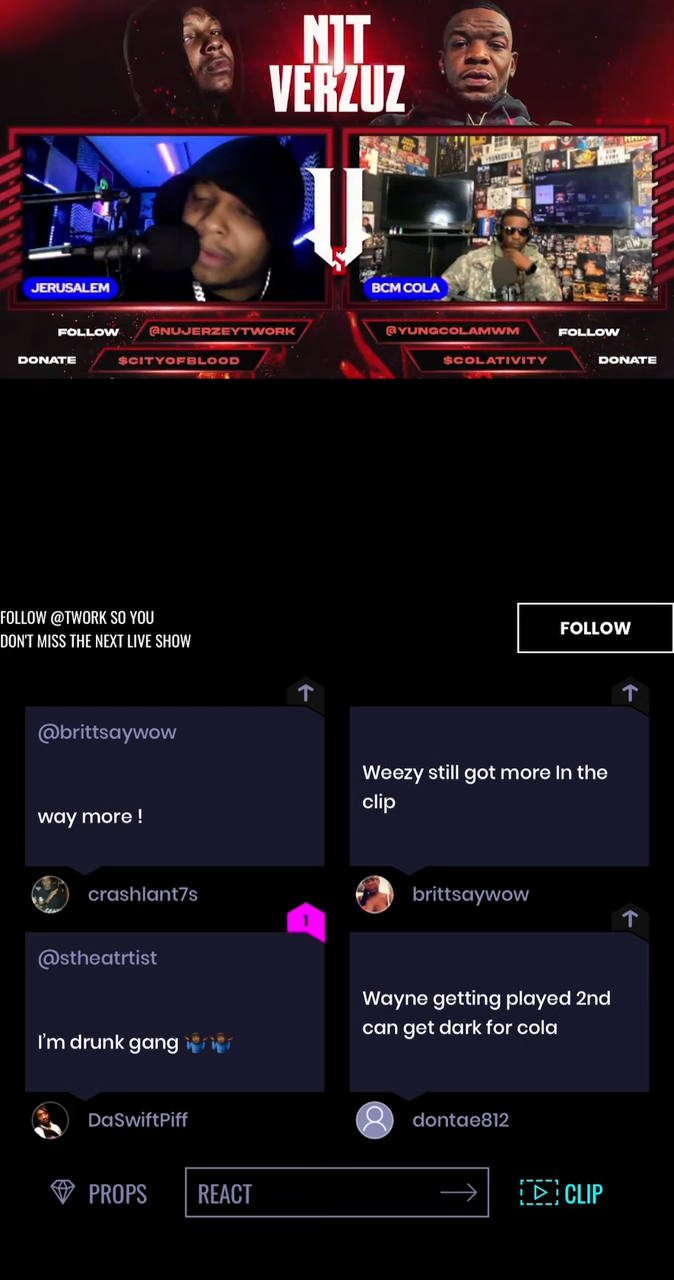 NJT
VERZUZ
JERUSALEM
VS
BCM COLA
FOLLOW
@NUJERZEYTWORK
@YUNGCOLAMWM
FOLLOW
DONATE
$CITYOFBLOOD
$COLATIVITY
DONATE
FOLLOW @TWORK SO YOU
DON'T MISS THE NEXT LIVE SHOW
FOLLOW
@brittsaywow
way more !
crashlant7s
Weezy still got more In the
clip
brittsaywow
1
@stheatrtist
I'm drunk gang 🤷🏾‍♂️🤷🏾‍♂️
DaSwiftPiff
Wayne getting played 2nd
can get dark for cola
dontae812
PROPS
REACT
CLIP